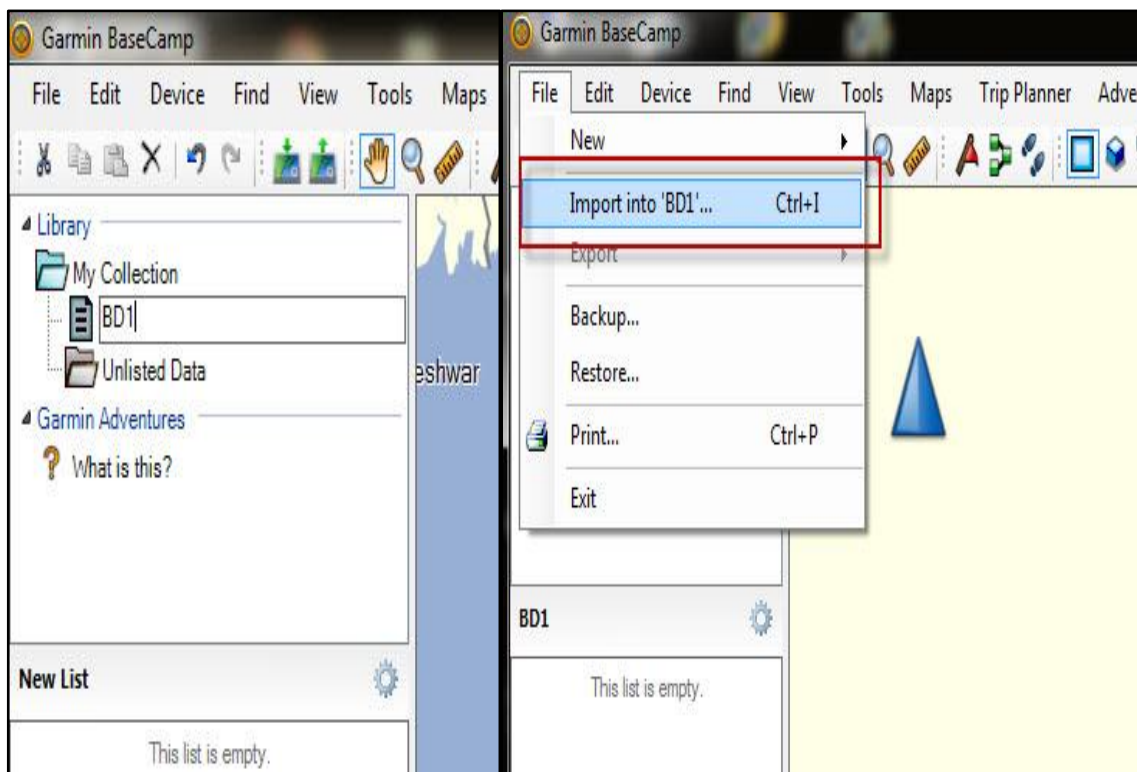 Garmin BaseCamp
File Edit Device Find View Tools Maps
Library
My Collection
BD1
Unlisted Data
Garmin Adventures
What is this?
New List
This list is empty.
eshwar
Garmin BaseCamp
File Edit Device Find View Tools Maps Trip Planner Adve
New
Import into 'BD1'... Ctrl+I
Export
Backup...
Restore...
Print... Ctrl+P
Exit
BD1
This list is empty.